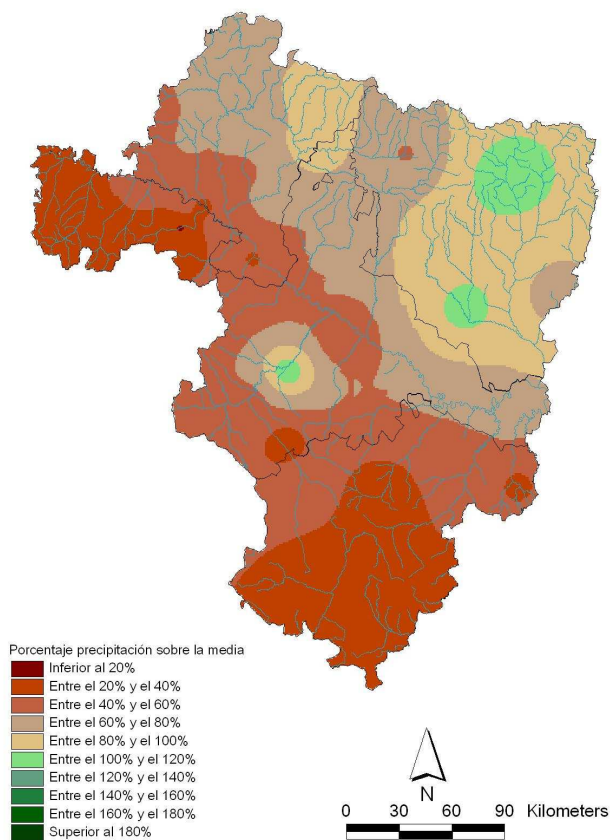 Porcentaje precipitación sobre la media
Inferior al 20%
Entre el 20% y el 40%
Entre el 40% y el 60%
Entre el 60% y el 80%
Entre el 80% y el 100%
Entre el 100% y el 120%
Entre el 120% y el 140%
Entre el 140% y el 160%
Entre el 160% y el 180%
Superior al 180%
N
0 30 60 90 Kilometers